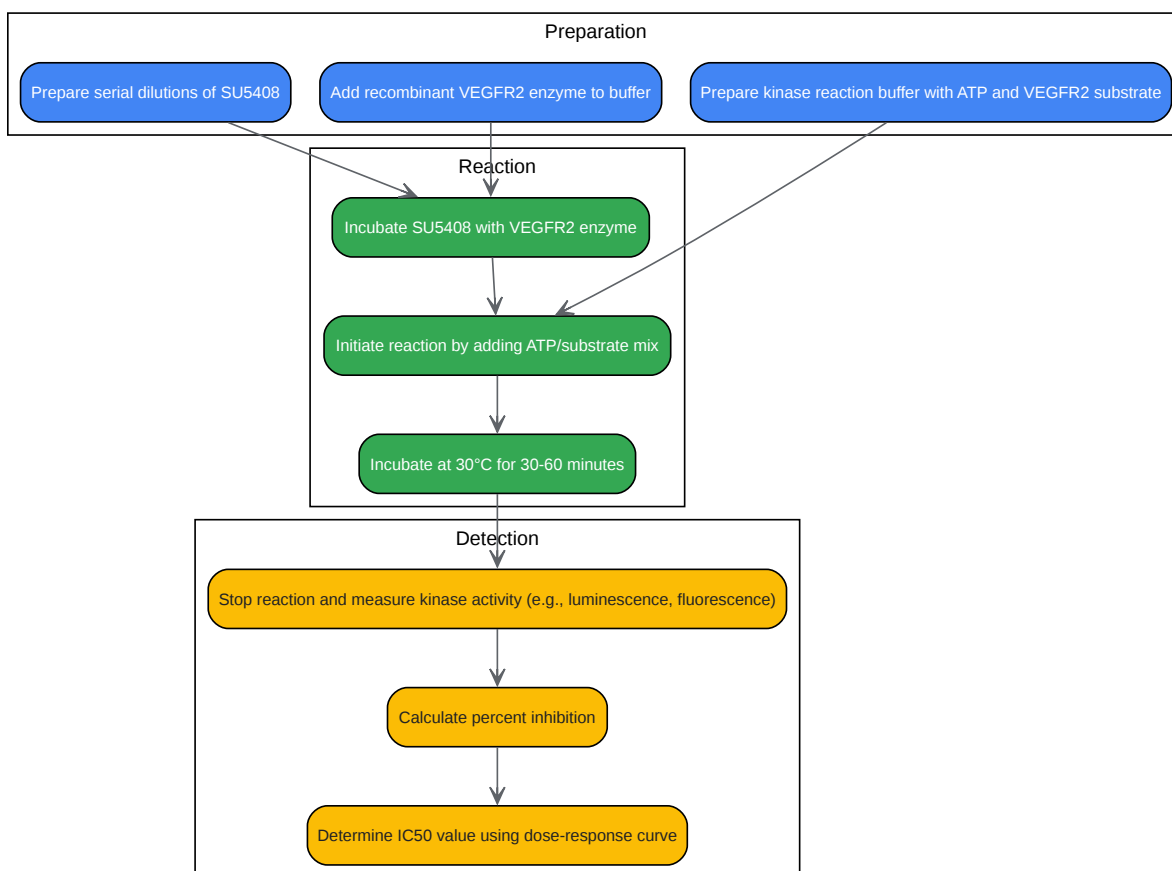 Preparation
Prepare serial dilutions of SU5408
Add recombinant VEGFR2 enzyme to buffer
Prepare kinase reaction buffer with ATP and VEGFR2 substrate
Reaction
Incubate SU5408 with VEGFR2 enzyme
Initiate reaction by adding ATP/substrate mix
Incubate at 30°C for 30-60 minutes
Detection
Stop reaction and measure kinase activity (e.g., luminescence, fluorescence)
Calculate percent inhibition
Determine IC50 value using dose-response curve